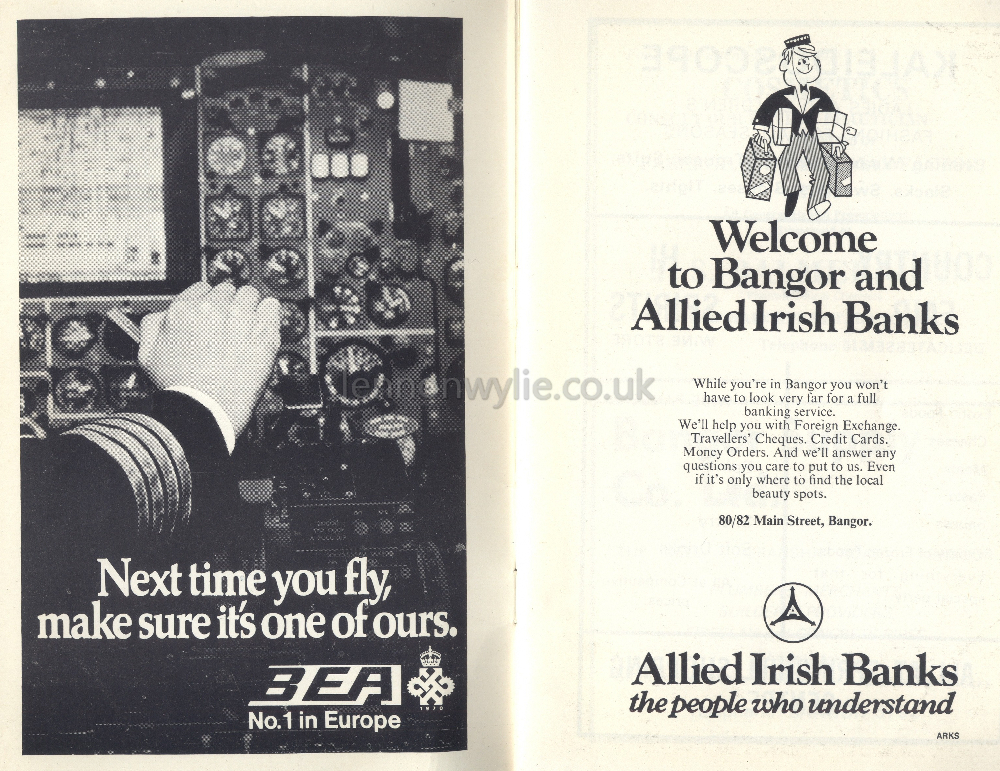 Next time you fly,
make sure it's one of ours.
BEA
No.1 in Europe
1970
lennonwylie.co.uk
Welcome
to Bangor and
Allied Irish Banks
While you're in Bangor you won't
have to look very far for a full
banking service.
We'll help you with Foreign Exchange.
Travellers' Cheques. Credit Cards.
Money Orders. And we'll answer any
questions you care to put to us. Even
if it's only where to find the local
beauty spots.
80/82 Main Street, Bangor.
Allied Irish Banks
the people who understand
ARKS